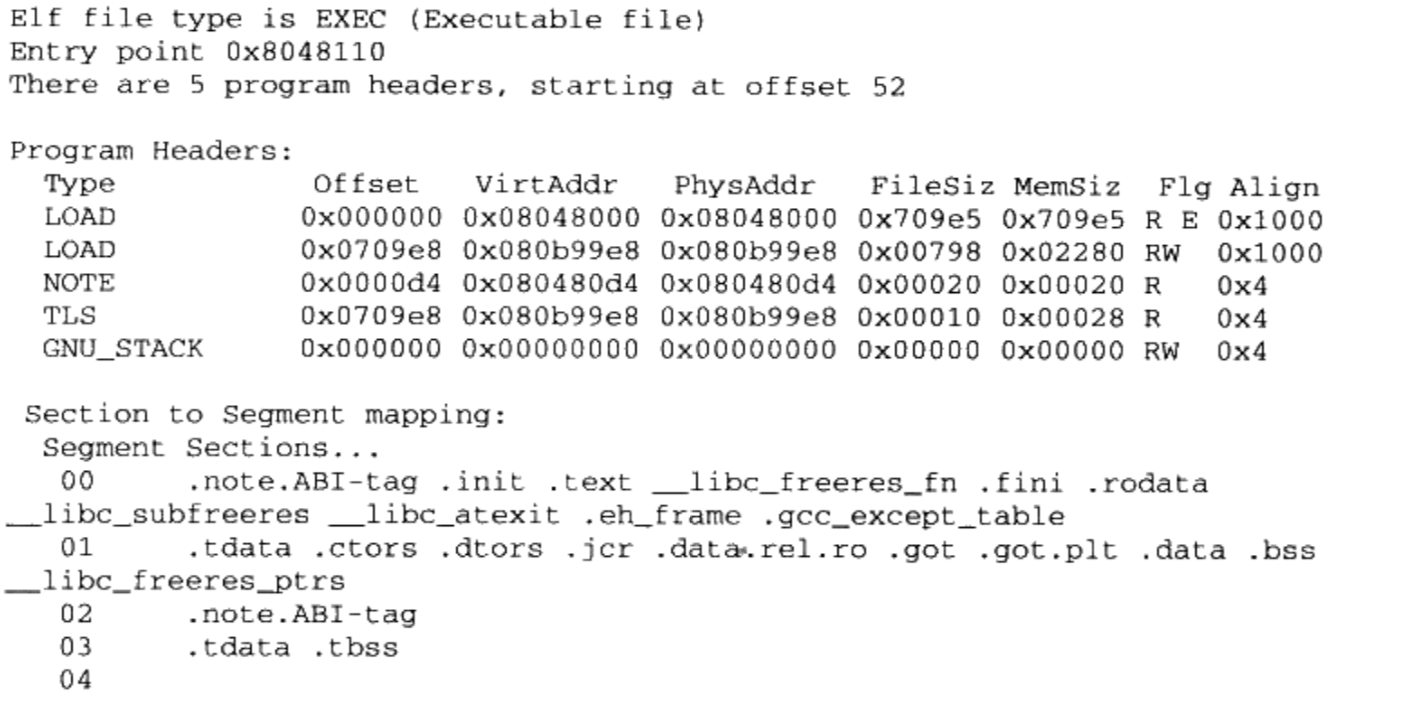 Elf file type is EXEC (Executable file)
Entry point 0x8048110
There are 5 program headers, starting at offset 52
Program Headers:
Type Offset VirtAddr PhysAddr FileSiz MemSiz Flg Align
LOAD 0x000000 0x08048000 0x08048000 0x709e5 0x709e5 R E 0x1000
LOAD 0x0709e8 0x080b99e8 0x080b99e8 0x00798 0x02280 RW 0x1000
NOTE 0x0000d4 0x080480d4 0x080480d4 0x00020 0x00020 R 0x4
TLS 0x0709e8 0x080b99e8 0x080b99e8 0x00010 0x00028 R 0x4
GNU_STACK 0x000000 0x00000000 0x00000000 0x00000 0x00000 RW 0x4
Section to Segment mapping:
Segment Sections...
00 .note.ABI-tag .init .text __libc_freeres_fn .fini .rodata
__libc_subfreeres __libc_atexit .eh_frame .gcc_except_table
01 .tdata .ctors .dtors .jcr .data.rel.ro .got .got.plt .data .bss
__libc_freeres_ptrs
02 .note.ABI-tag
03 .tdata .tbss
04